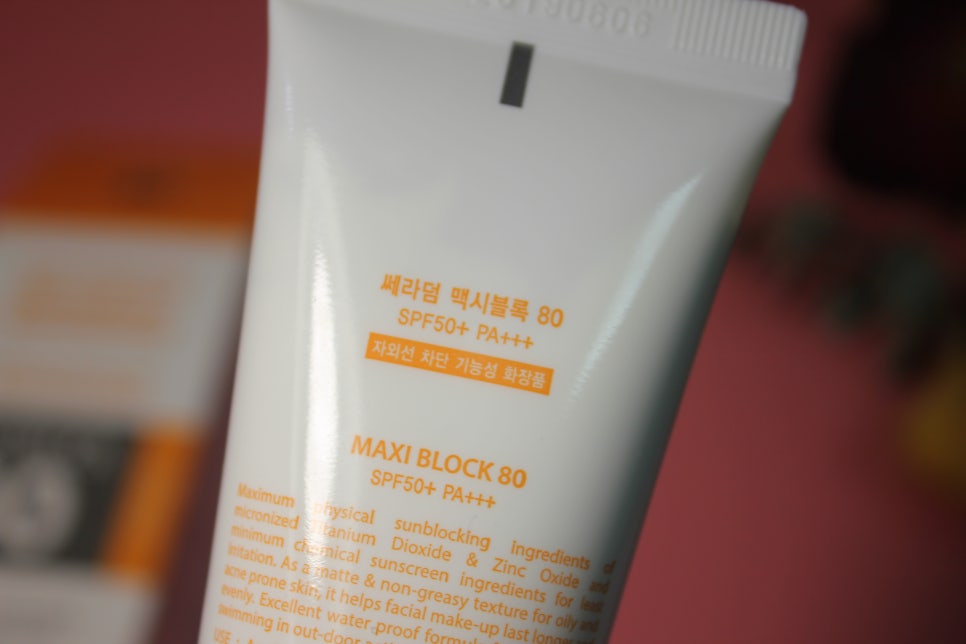 쎄라덤 맥시블록 80
SPF50+ PA+++
자외선 차단 기능성 화장품
MAXI BLOCK 80
SPF50+ PA+++
Maximum physical sunblocking ingredients of
micronized Titanium Dioxide & Zinc Oxide and
minimum chemical sunscreen ingredients for least
irritation. As a matte & non-greasy texture for oily and
acne prone skin, it helps facial make-up last longer and
evenly. Excellent water proof formula
swimming in out-door
USE :